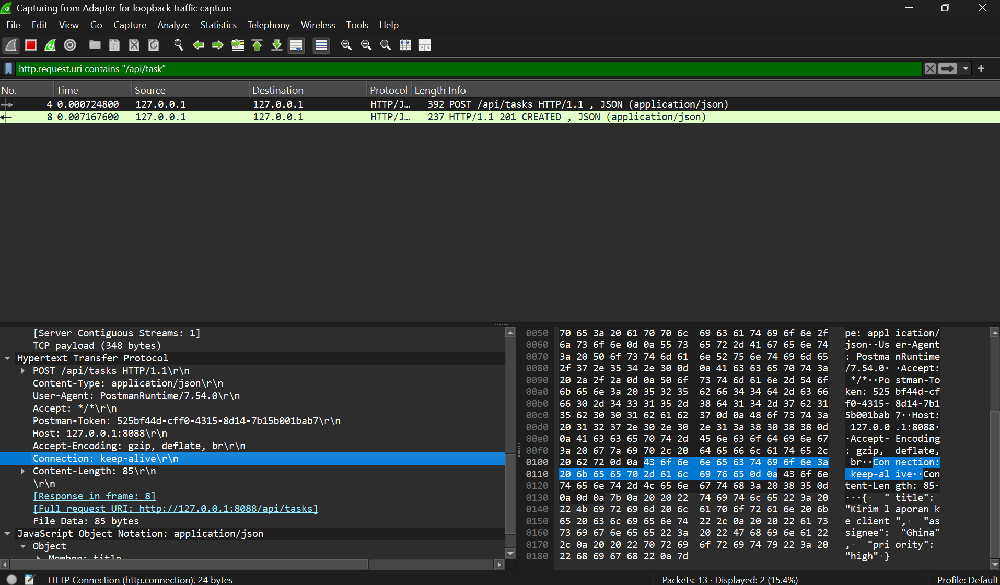 Capturing from Adapter for loopback traffic capture
File Edit View Go Capture Analyze Statistics Telephony Wireless Tools Help
http.request.uri contains "/api/task"
No. Time Source Destination Protocol Length Info
4 0.000724800 127.0.0.1 127.0.0.1 HTTP/J… 392 POST /api/tasks HTTP/1.1 , JSON (application/json)
8 0.007167600 127.0.0.1 127.0.0.1 HTTP/J… 237 HTTP/1.1 201 CREATED , JSON (application/json)
[Server Contiguous Streams: 1]
TCP payload (348 bytes)
Hypertext Transfer Protocol
POST /api/tasks HTTP/1.1\r\n
Content-Type: application/json\r\n
User-Agent: PostmanRuntime/7.54.0\r\n
Accept: */*\r\n
Postman-Token: 525bf44d-cff0-4315-8d14-7b15b001bab7\r\n
Host: 127.0.0.1:8088\r\n
Accept-Encoding: gzip, deflate, br\r\n
Connection: keep-alive\r\n
Content-Length: 85\r\n
\r\n
[Response in frame: 8]
[Full request URI: http://127.0.0.1:8088/api/tasks]
File Data: 85 bytes
JavaScript Object Notation: application/json
Object
Member: title
0050 70 65 3a 20 61 70 70 6c 69 63 61 74 69 6f 6e 2f pe: appl ication/
0060 6a 73 6f 6e 0d 0a 55 73 65 72 2d 41 67 65 6e 74 json··Us er-Agent
0070 3a 20 50 6f 73 74 6d 61 6e 52 75 6e 74 69 6d 65 : Postma nRuntime
0080 2f 37 2e 35 34 2e 30 0d 0a 41 63 63 65 70 74 3a /7.54.0· ·Accept:
0090 20 2a 2f 2a 0d 0a 50 6f 73 74 6d 61 6e 2d 54 6f */*··Po stman-To
00a0 6b 65 6e 3a 20 35 32 35 62 66 34 34 64 2d 63 66 ken: 525 bf44d-cf
00b0 66 30 2d 34 33 31 35 2d 38 64 31 34 2d 37 62 31 f0-4315- 8d14-7b1
00c0 35 62 30 30 31 62 61 62 37 0d 0a 48 6f 73 74 3a 5b001bab 7··Host:
00d0 20 31 32 37 2e 30 2e 30 2e 31 3a 38 30 38 38 0d 127.0.0 .1:8088·
00e0 0a 41 63 63 65 70 74 2d 45 6e 63 6f 64 69 6e 67 ·Accept- Encoding
00f0 3a 20 67 7a 69 70 2c 20 64 65 66 6c 61 74 65 2c : gzip, deflate,
0100 20 62 72 0d 0a 43 6f 6e 6e 65 63 74 69 6f 6e 3a br··Con nection:
0110 20 6b 65 65 70 2d 61 6c 69 76 65 0d 0a 43 6f 6e keep-al ive··Con
0120 74 65 6e 74 2d 4c 65 6e 67 74 68 3a 20 38 35 0d tent-Len gth: 85·
0130 0a 0d 0a 7b 0a 20 20 22 74 69 74 6c 65 22 3a 20 ···{· " title":
0140 22 4b 69 72 69 6d 20 6c 61 70 6f 72 61 6e 20 6b "Kirim l aporan k
0150 65 20 63 6c 69 65 6e 74 22 2c 0a 20 20 22 61 73 e client ",· "as
0160 73 69 67 6e 65 65 22 3a 20 22 47 68 69 6e 61 22 signee": "Ghina"
0170 2c 0a 20 20 22 70 72 69 6f 72 69 74 79 22 3a 20 ,· "pri ority":
0180 22 68 69 67 68 22 0a 7d "high"·}
HTTP Connection (http.connection), 24 bytes Packets: 13 · Displayed: 2 (15.4%) Profile: Default